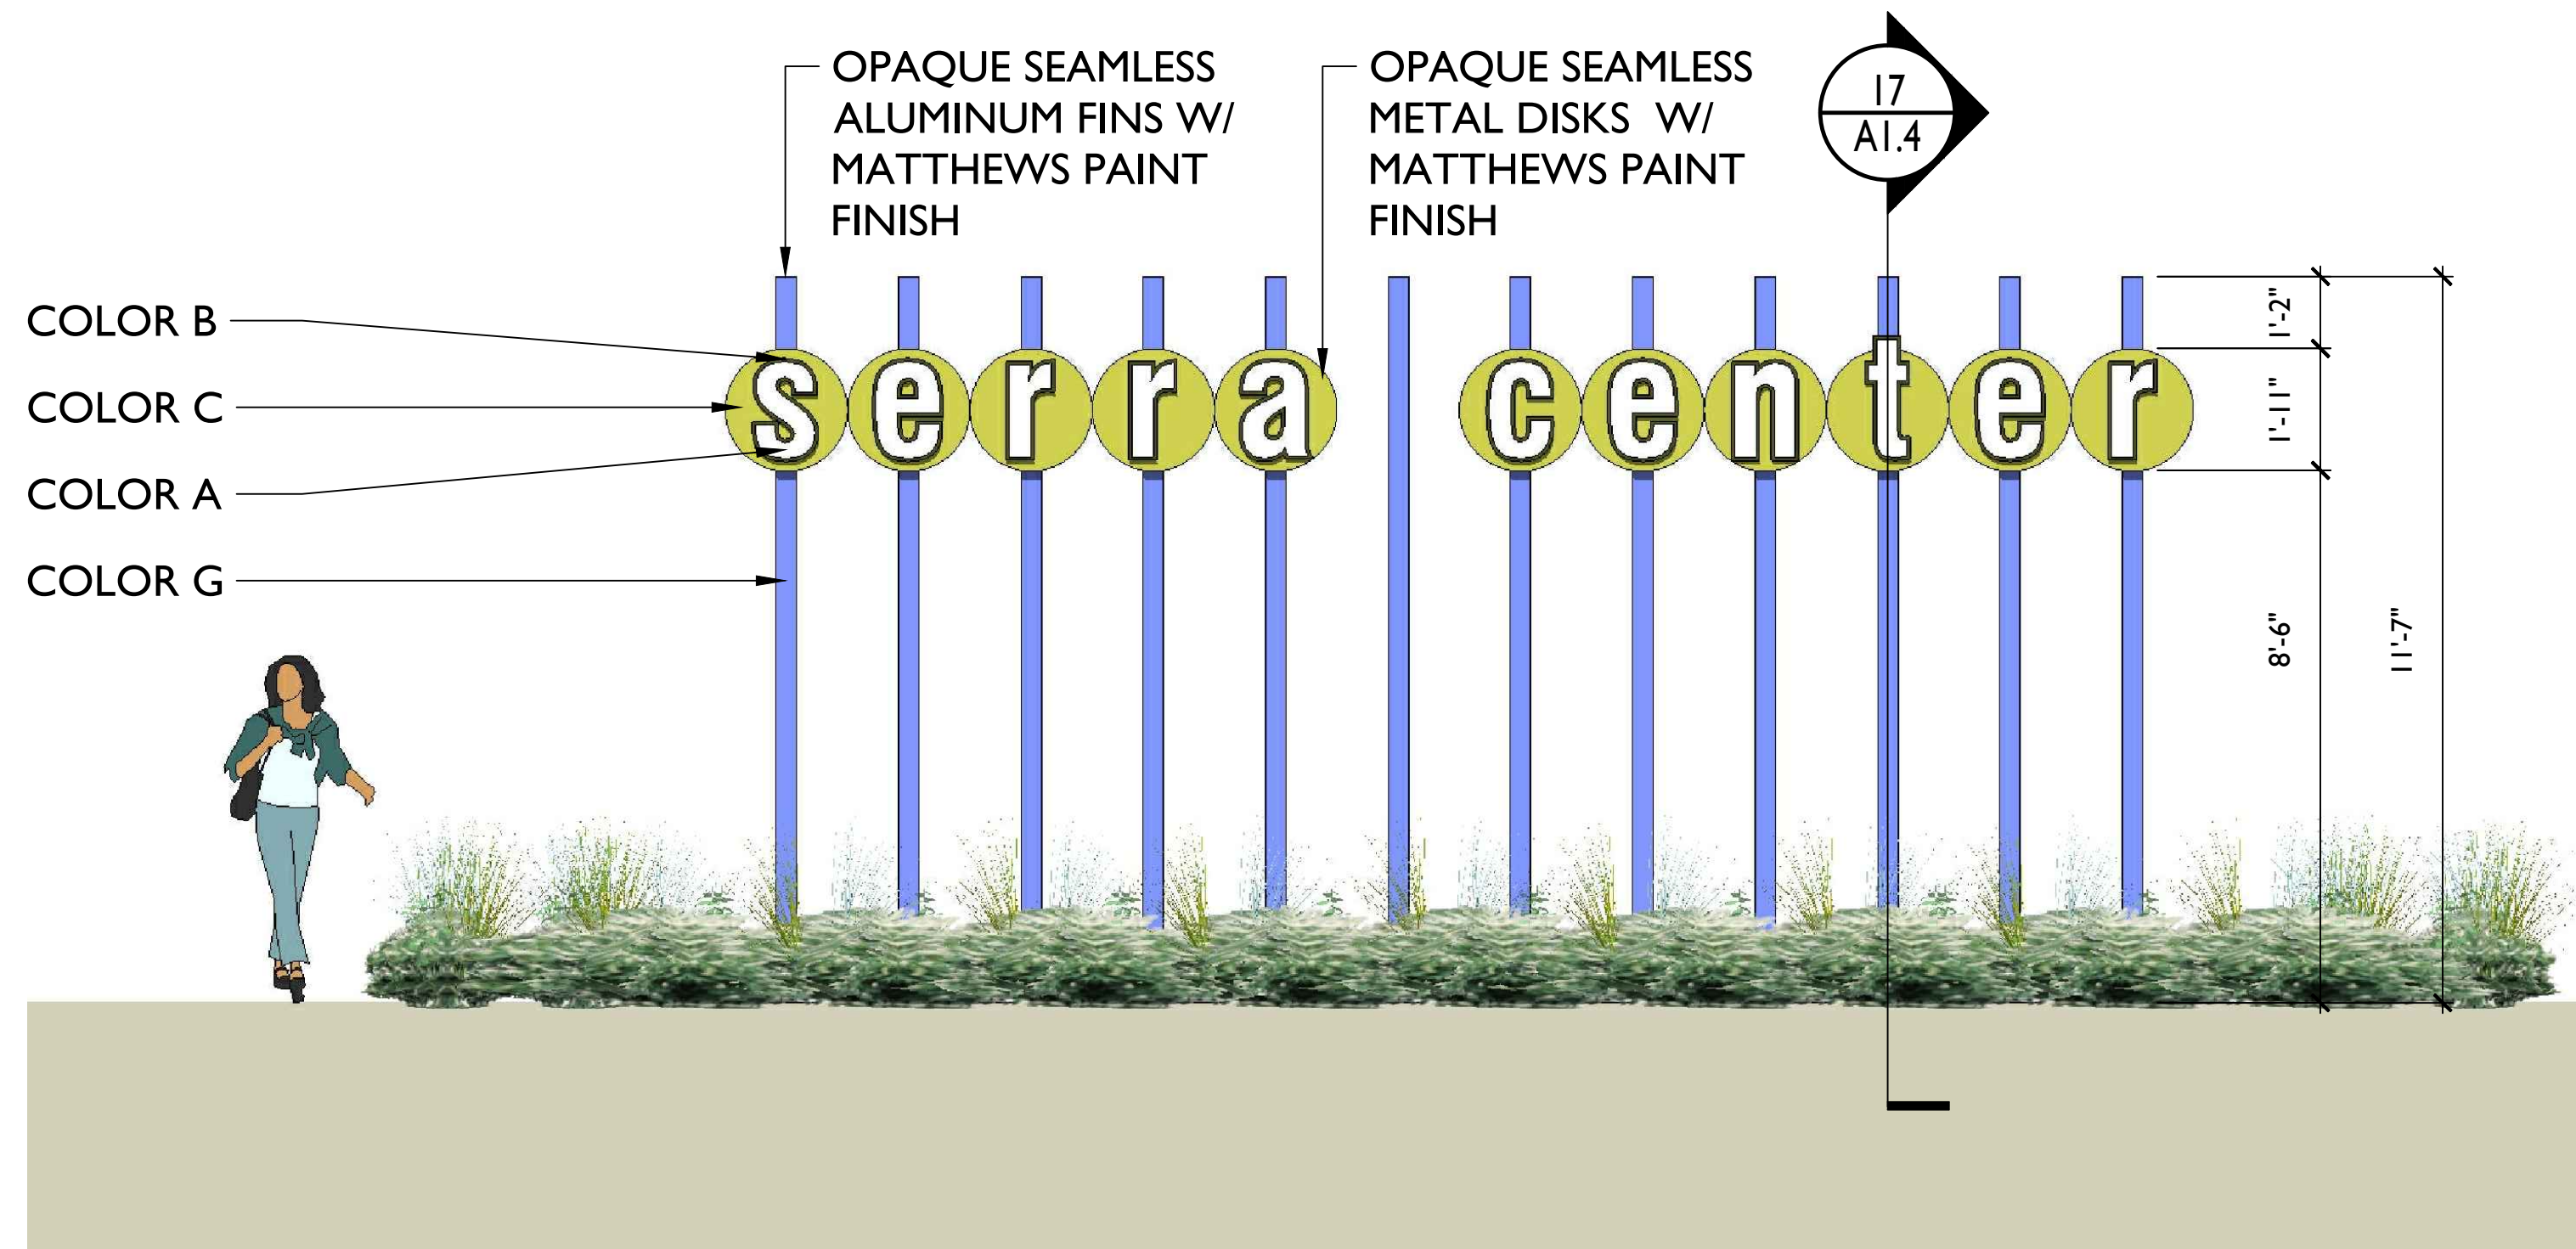 OPAQUE SEAMLESS
ALUMINUM FINS W/
MATTHEWS PAINT
FINISH
OPAQUE SEAMLESS
METAL DISKS W/
MATTHEWS PAINT
FINISH
17
A1.4
COLOR B
COLOR C
COLOR A
COLOR G
serra center
1'-2"
1'-11"
8'-6"
11'-7"